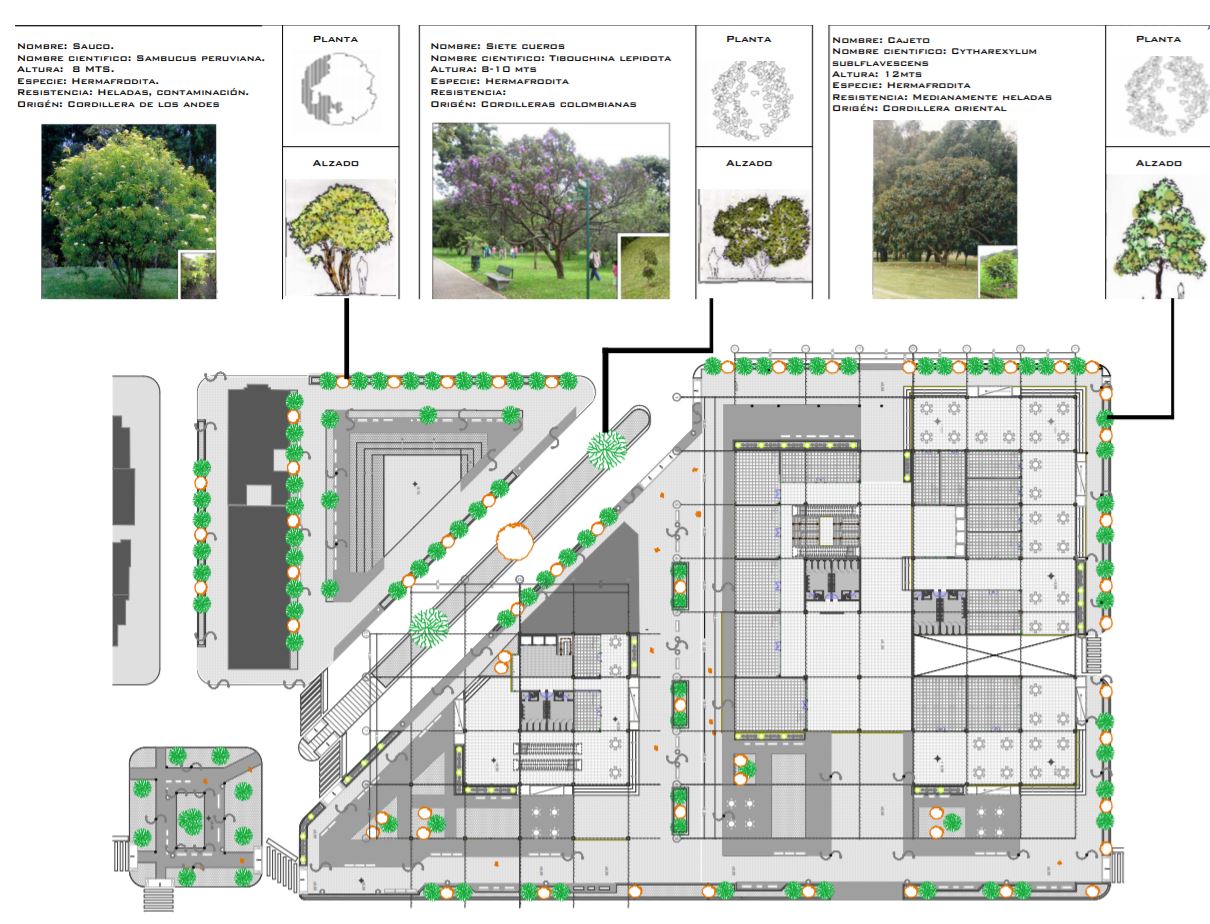 Nombre: Sauco.
Nombre cientifico: Sambucus peruviana.
Altura: 8 mts.
Especie: Hermafrodita.
Resistencia: Heladas, contaminación.
Origén: Cordillera de los andes
Planta
Alzado
Nombre: Siete cueros
Nombre cientifico: Tibouchina lepidota
Altura: 8-10 mts
Especie: Hermafrodita
Resistencia:
Origén: Cordilleras colombianas
Planta
Alzado
Nombre: Cajeto
Nombre cientifico: Cytharexylum
sublflavescens
Altura: 12mts
Especie: Hermafrodita
Resistencia: Medianamente heladas
Origén: Cordillera oriental
Planta
Alzado